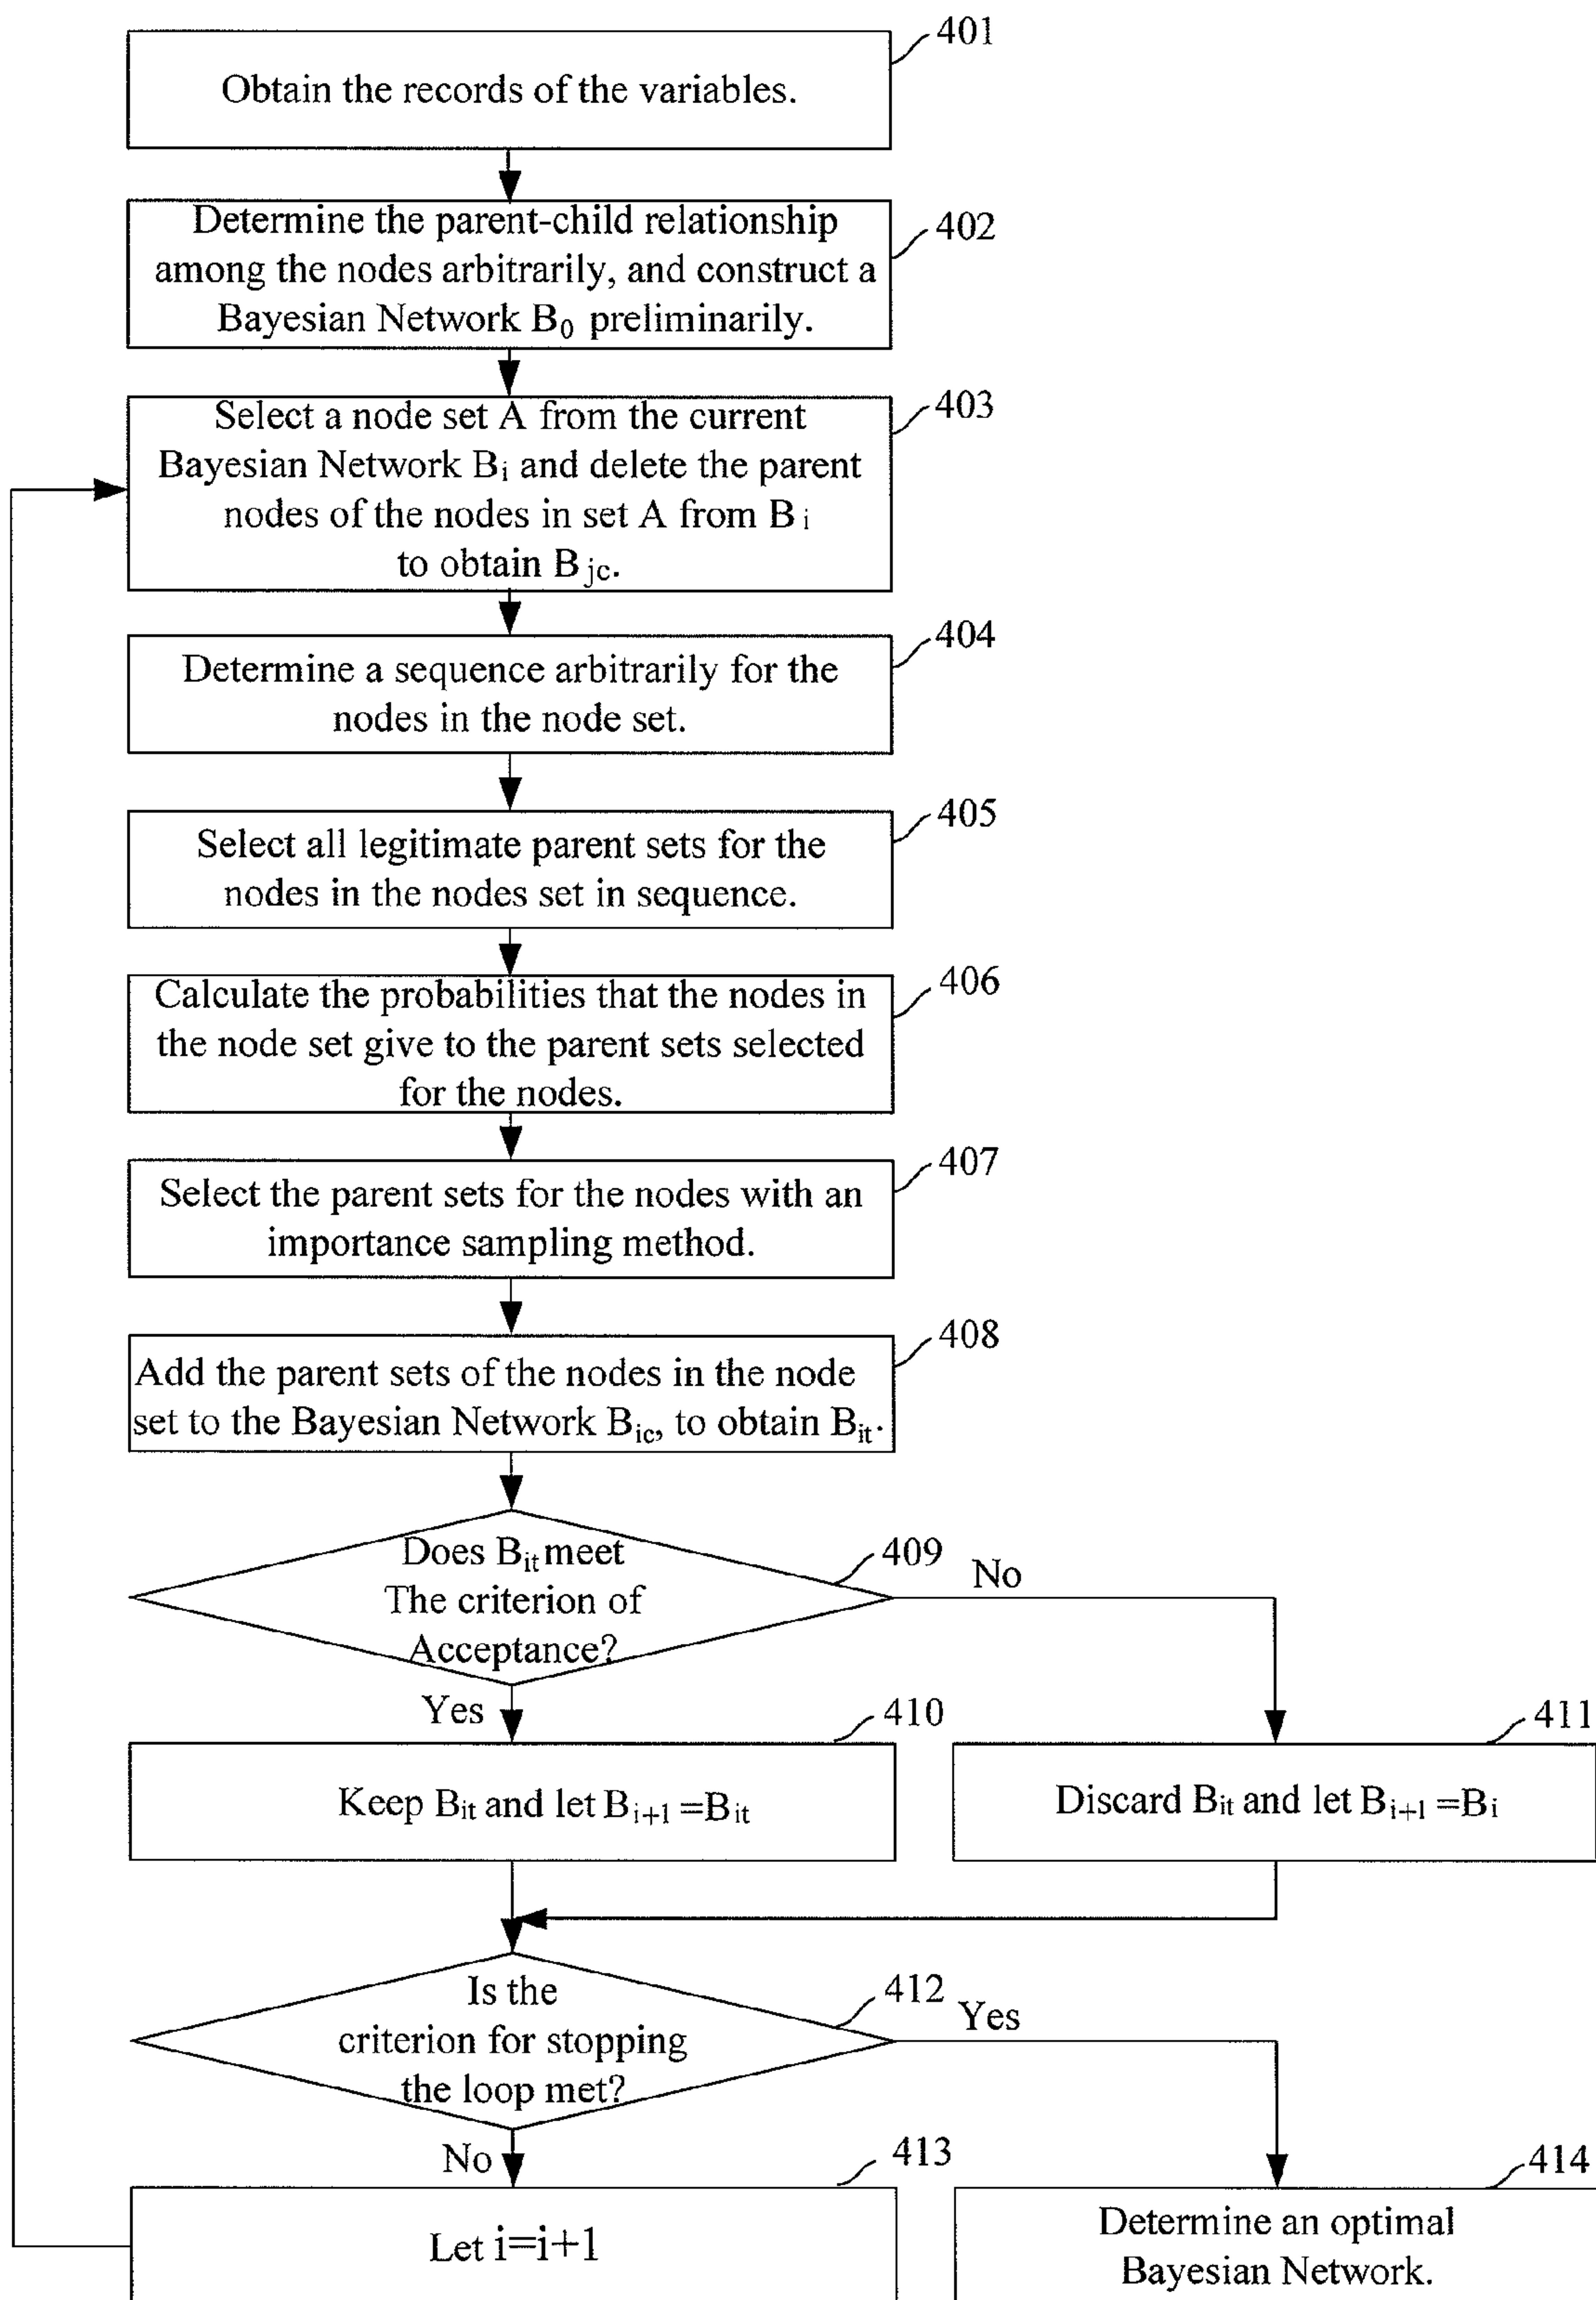 401
Obtain the records of the variables.
402
Determine the parent-child relationship
among the nodes arbitrarily, and construct a
Bayesian Network B₀ preliminarily.
403
Select a node set A from the current
Bayesian Network Bᵢ and delete the parent
nodes of the nodes in set A from B ᵢ
to obtain B jc.
404
Determine a sequence arbitrarily for the
nodes in the node set.
405
Select all legitimate parent sets for the
nodes in the nodes set in sequence.
406
Calculate the probabilities that the nodes in
the node set give to the parent sets selected
for the nodes.
407
Select the parent sets for the nodes with an
importance sampling method.
408
Add the parent sets of the nodes in the node
set to the Bayesian Network Bic, to obtain Bit.
409
Does Bit meet
The criterion of
Acceptance?
No
Yes
410
Keep Bit and let Bi+1 =Bit
411
Discard Bit and let Bi+1 =Bi
412
Is the
criterion for stopping
the loop met?
Yes
No
413
Let i=i+1
414
Determine an optimal
Bayesian Network.